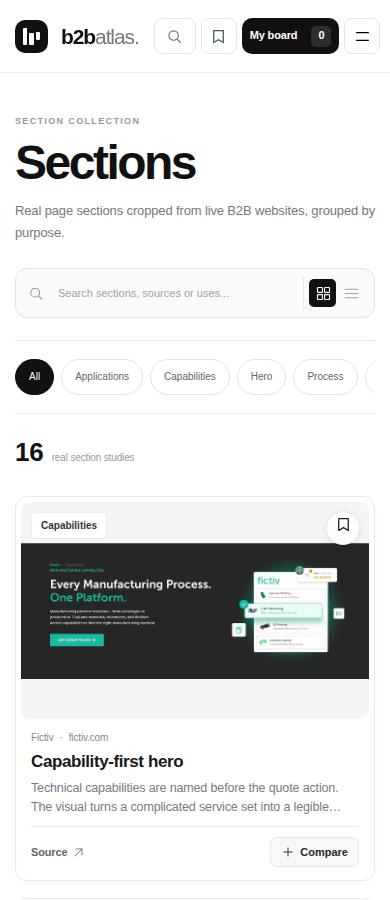 b2batlas.
My board 0
SECTION COLLECTION
Sections
Real page sections cropped from live B2B websites, grouped by
purpose.
Search sections, sources or uses...
All
Applications
Capabilities
Hero
Process
16 real section studies
Capabilities
Every Manufacturing Process.
One Platform.
fictiv
Fictiv · fictiv.com
Capability-first hero
Technical capabilities are named before the quote action.
The visual turns a complicated service set into a legible…
Source
Compare